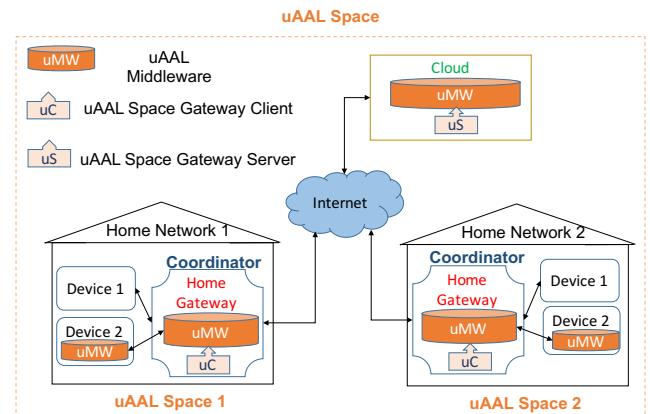 uAAL Space
uMW
uAAL
Middleware
uC
uAAL Space Gateway Client
uS
uAAL Space Gateway Server
Cloud
uMW
uS
Internet
Home Network 1
Coordinator
Home
Gateway
Device 1
Device 2
uMW
uMW
uC
uAAL Space 1
Home Network 2
Coordinator
Home
Gateway
uMW
uC
Device 1
Device 2
uMW
uAAL Space 2